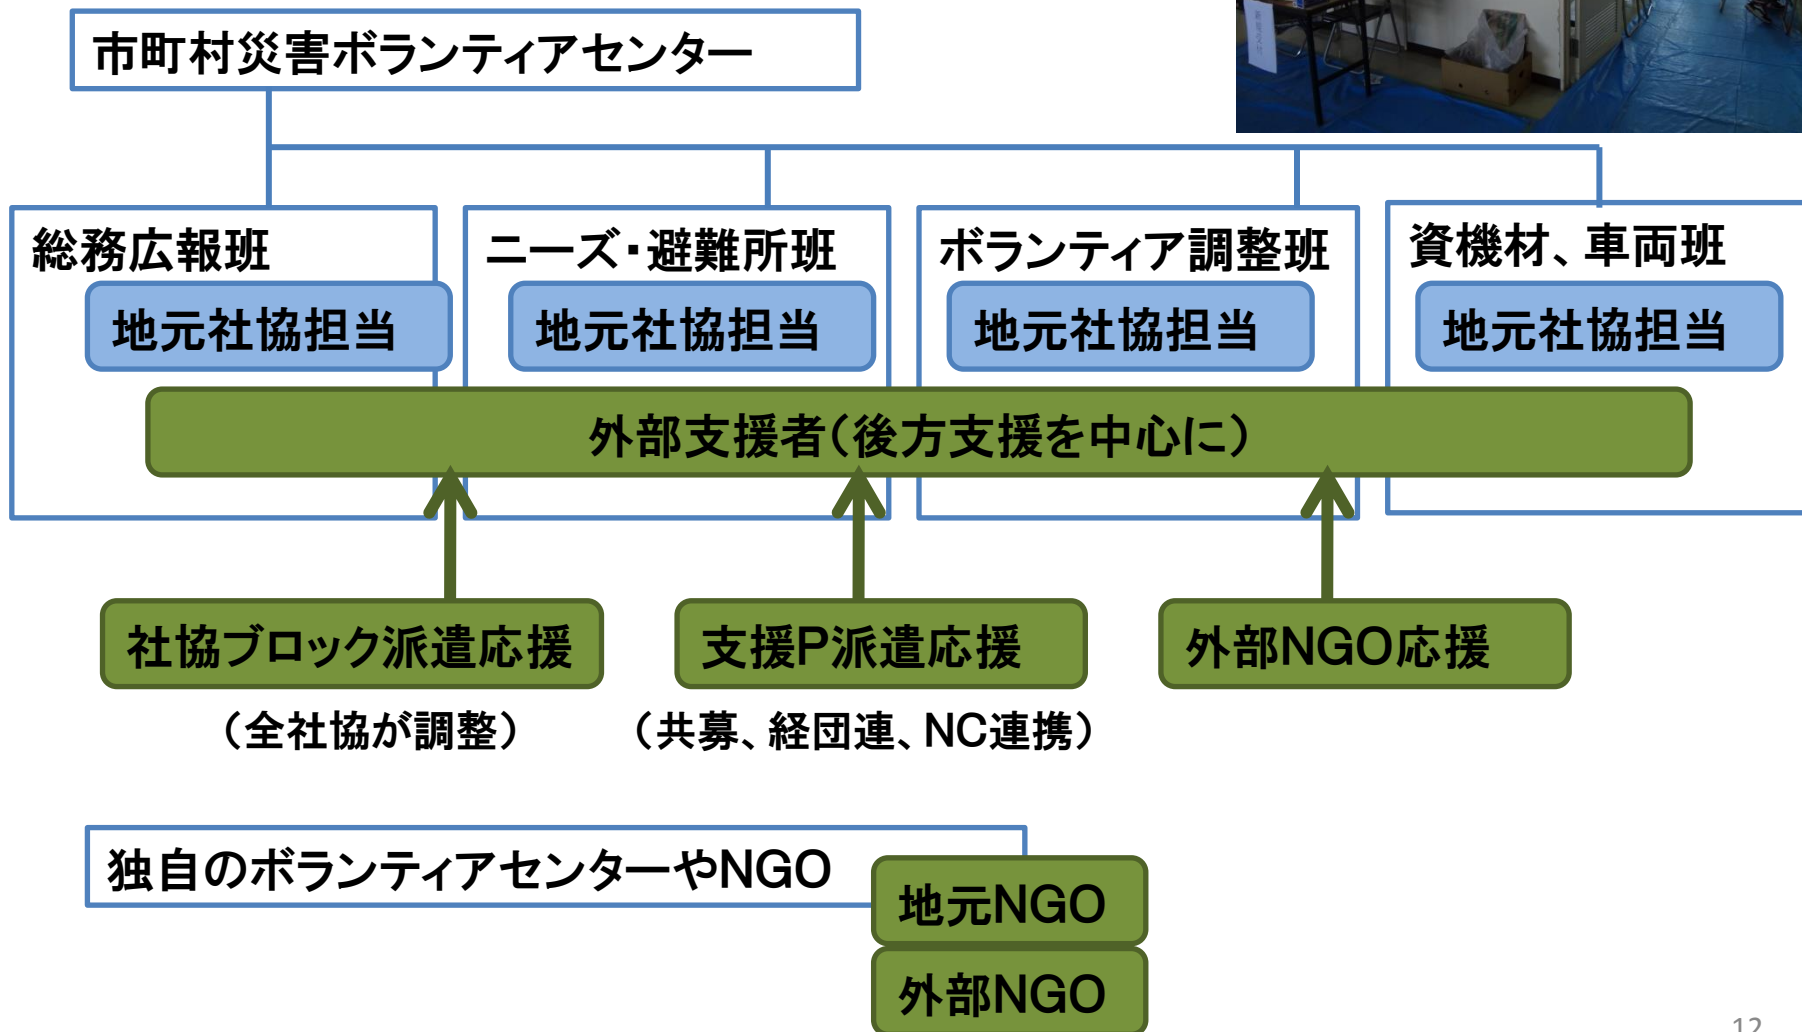 市町村災害ボランティアセンター
総務広報班
ニーズ・避難所班
ボランティア調整班
資機材、車両班
地元社協担当
地元社協担当
地元社協担当
地元社協担当
外部支援者(後方支援を中心に)
社協ブロック派遣応援
支援P派遣応援
外部NGO応援
(全社協が調整)
(共募、経団連、NC連携)
独自のボランティアセンターやNGO
地元NGO
外部NGO
12